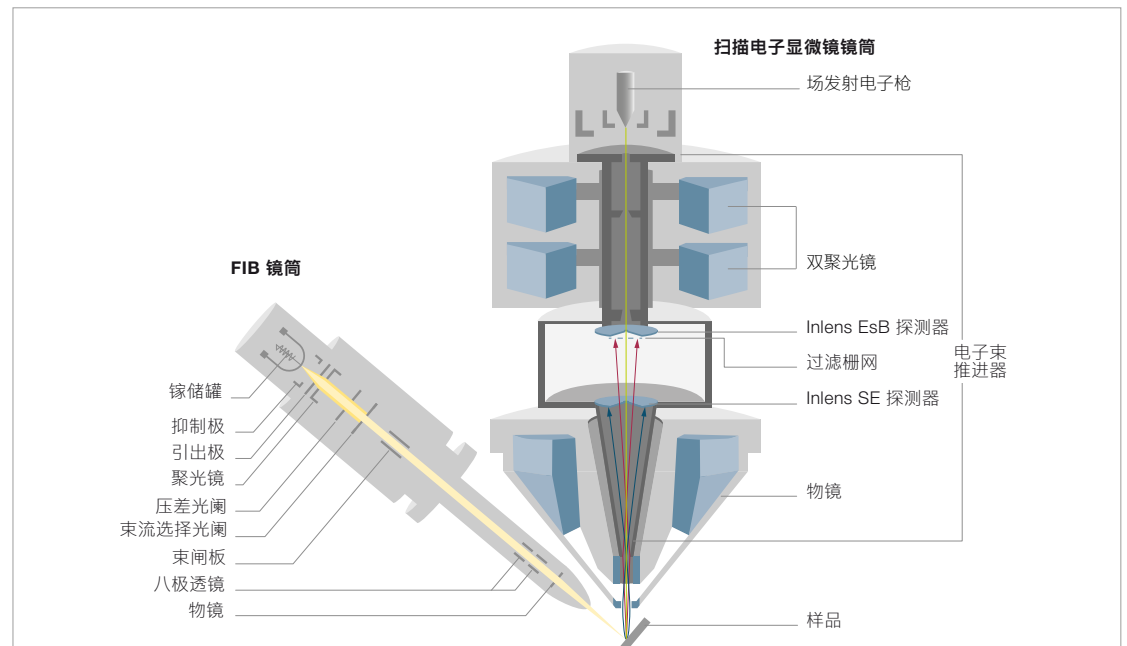 扫描电子显微镜镜筒
场发射电子枪
双聚光镜
FIB 镜筒
Inlens EsB 探测器
过滤栅网
电子束
推进器
Inlens SE 探测器
镓储罐
抑制极
引出极
聚光镜
压差光阑
束流选择光阑
束闸板
八极透镜
物镜
物镜
样品